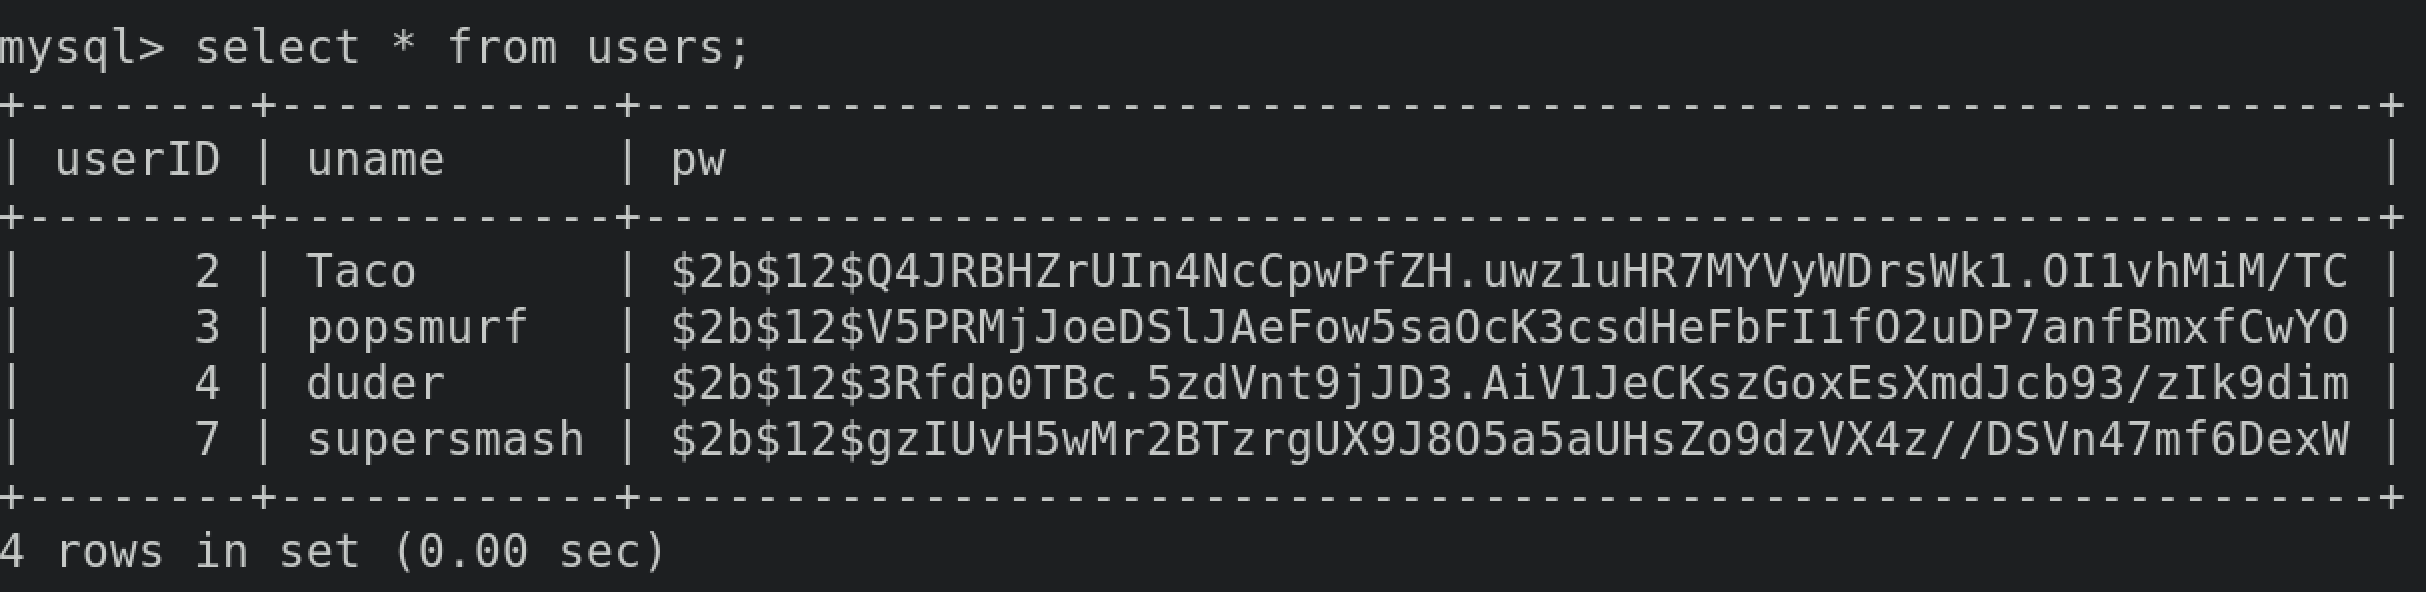 mysql> select * from users;
+--------+------------+--------------------------------------------------------------+
| userID | uname      | pw                                                           |
+--------+------------+--------------------------------------------------------------+
|      2 | Taco       | $2b$12$Q4JRBHZrUIn4NcCpwPfZH.uwz1uHR7MYVyWDrsWk1.OI1vhMiM/TC |
|      3 | popsmurf   | $2b$12$V5PRMjJoeDSlJAeFow5saOcK3csdHeFbFI1fO2uDP7anfBmxfCwYO |
|      4 | duder      | $2b$12$3Rfdp0TBc.5zdVnt9jJD3.AiV1JeCKszGoxEsXmdJcb93/zIk9dim |
|      7 | supersmash | $2b$12$gzIUvH5wMr2BTzrgUX9J8O5a5aUHsZo9dzVX4z//DSVn47mf6DexW |
+--------+------------+--------------------------------------------------------------+
4 rows in set (0.00 sec)